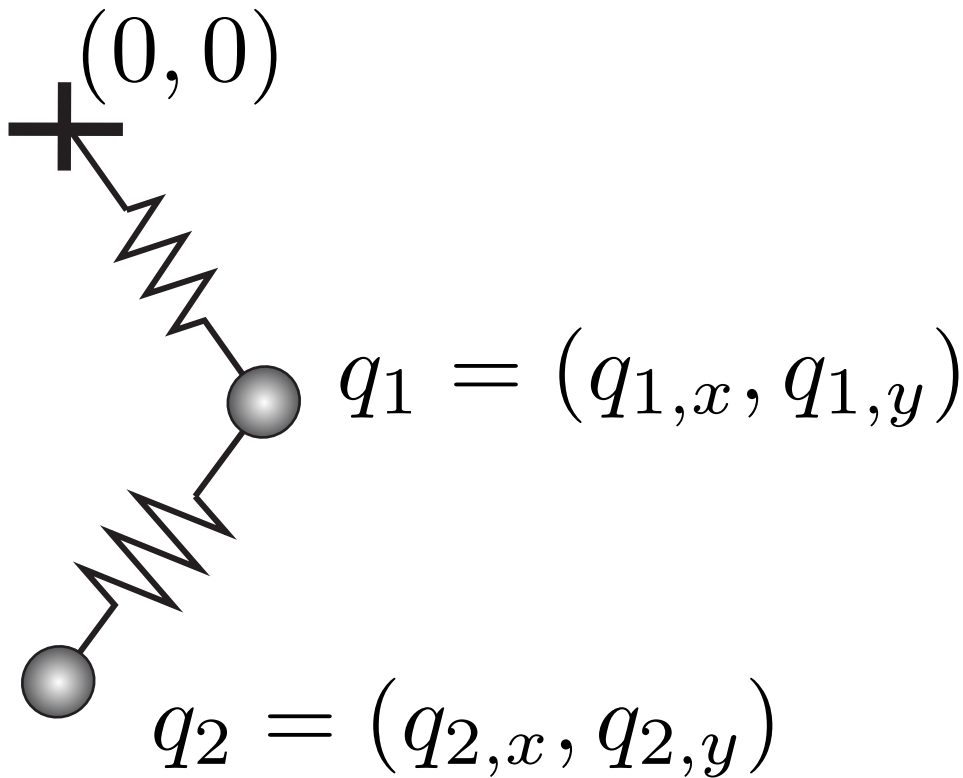 (0, 0)
q₁ = (q₁,ₓ, q₁,y)
q₂ = (q₂,ₓ, q₂,y)